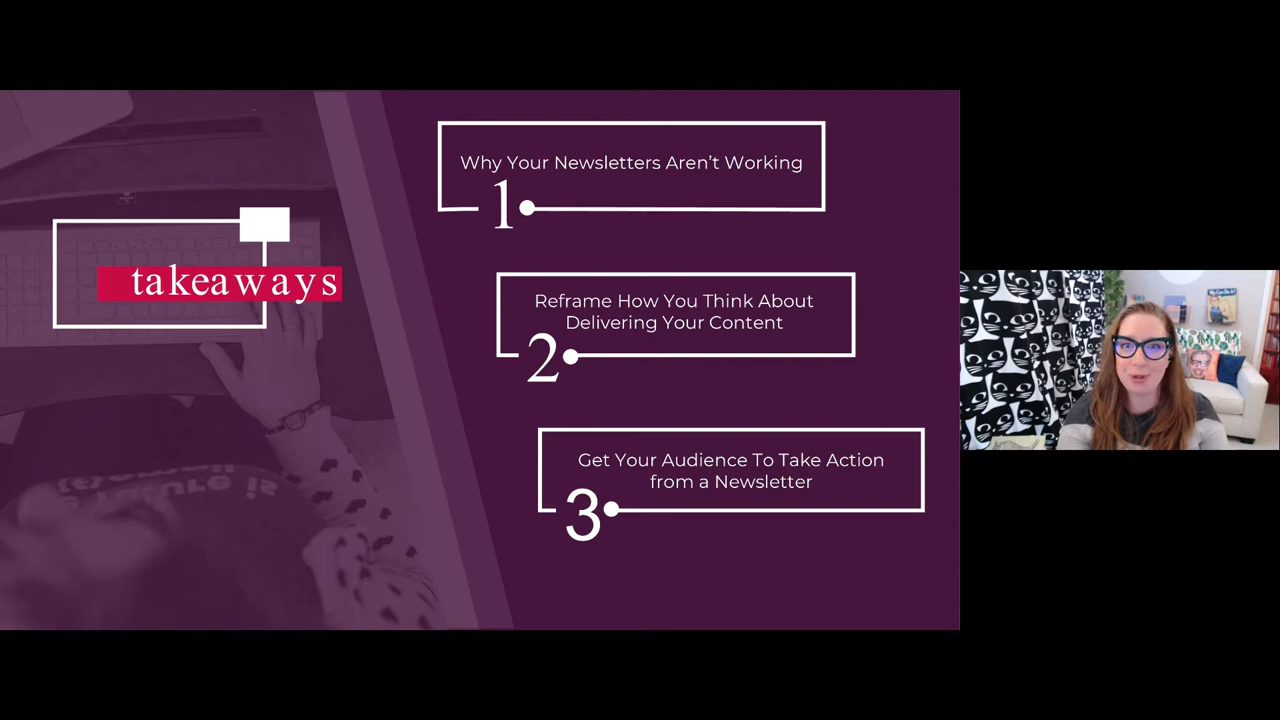 takeaways
Why Your Newsletters Aren’t Working
1
Reframe How You Think About
Delivering Your Content
2
Get Your Audience To Take Action
from a Newsletter
3